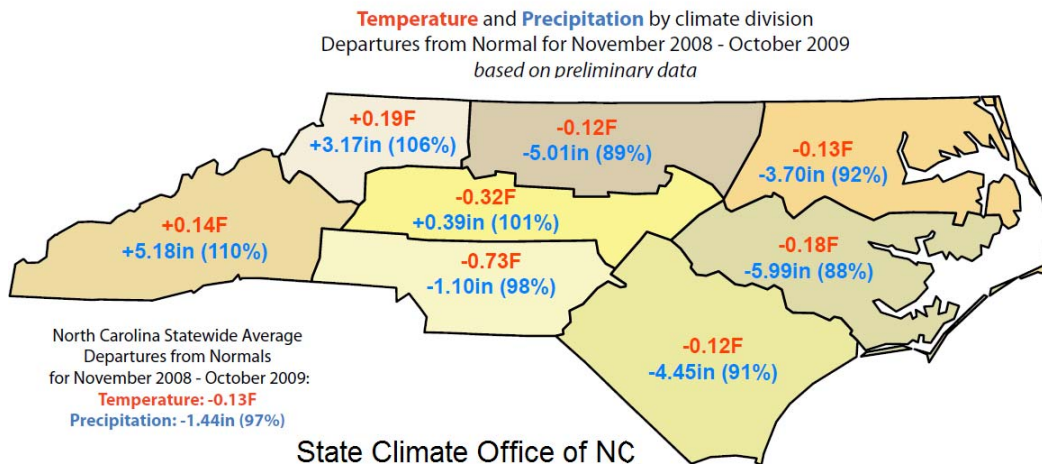 Temperature and Precipitation by climate division
Departures from Normal for November 2008 - October 2009
based on preliminary data
+0.19F
+3.17in (106%)
-0.12F
-5.01in (89%)
-0.13F
-3.70in (92%)
-0.32F
+0.39in (101%)
+0.14F
+5.18in (110%)
-0.18F
-5.99in (88%)
-0.73F
-1.10in (98%)
-0.12F
-4.45in (91%)
North Carolina Statewide Average
Departures from Normals
for November 2008 - October 2009:
Temperature: -0.13F
Precipitation: -1.44in (97%)
State Climate Office of NC